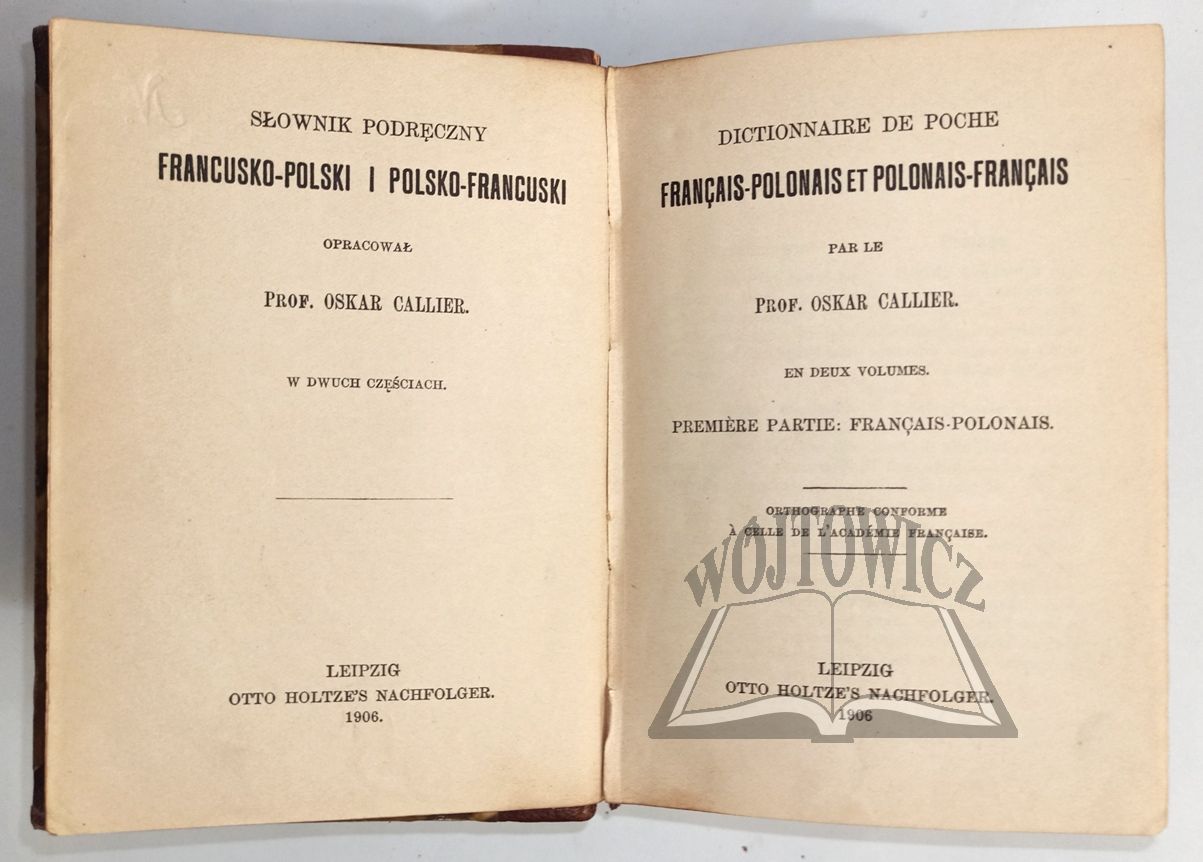 SŁOWNIK PODRĘCZNY
FRANCUSKO-POLSKI I POLSKO-FRANCUSKI
OPRACOWAŁ
PROF. OSKAR CALLIER.
W DWUCH CZĘŚCIACH.
LEIPZIG
OTTO HOLTZE'S NACHFOLGER.
1906.
DICTIONNAIRE DE POCHE
FRANÇAIS-POLONAIS ET POLONAIS-FRANÇAIS
PAR LE
PROF. OSKAR CALLIER.
EN DEUX VOLUMES.
PREMIÈRE PARTIE: FRANÇAIS-POLONAIS.
ORTHOGRAPHE CONFORME
À CELLE DE L'ACADÉMIE FRANÇAISE.
WÓJTOWICZ
LEIPZIG
OTTO HOLTZE'S NACHFOLGER.
1906